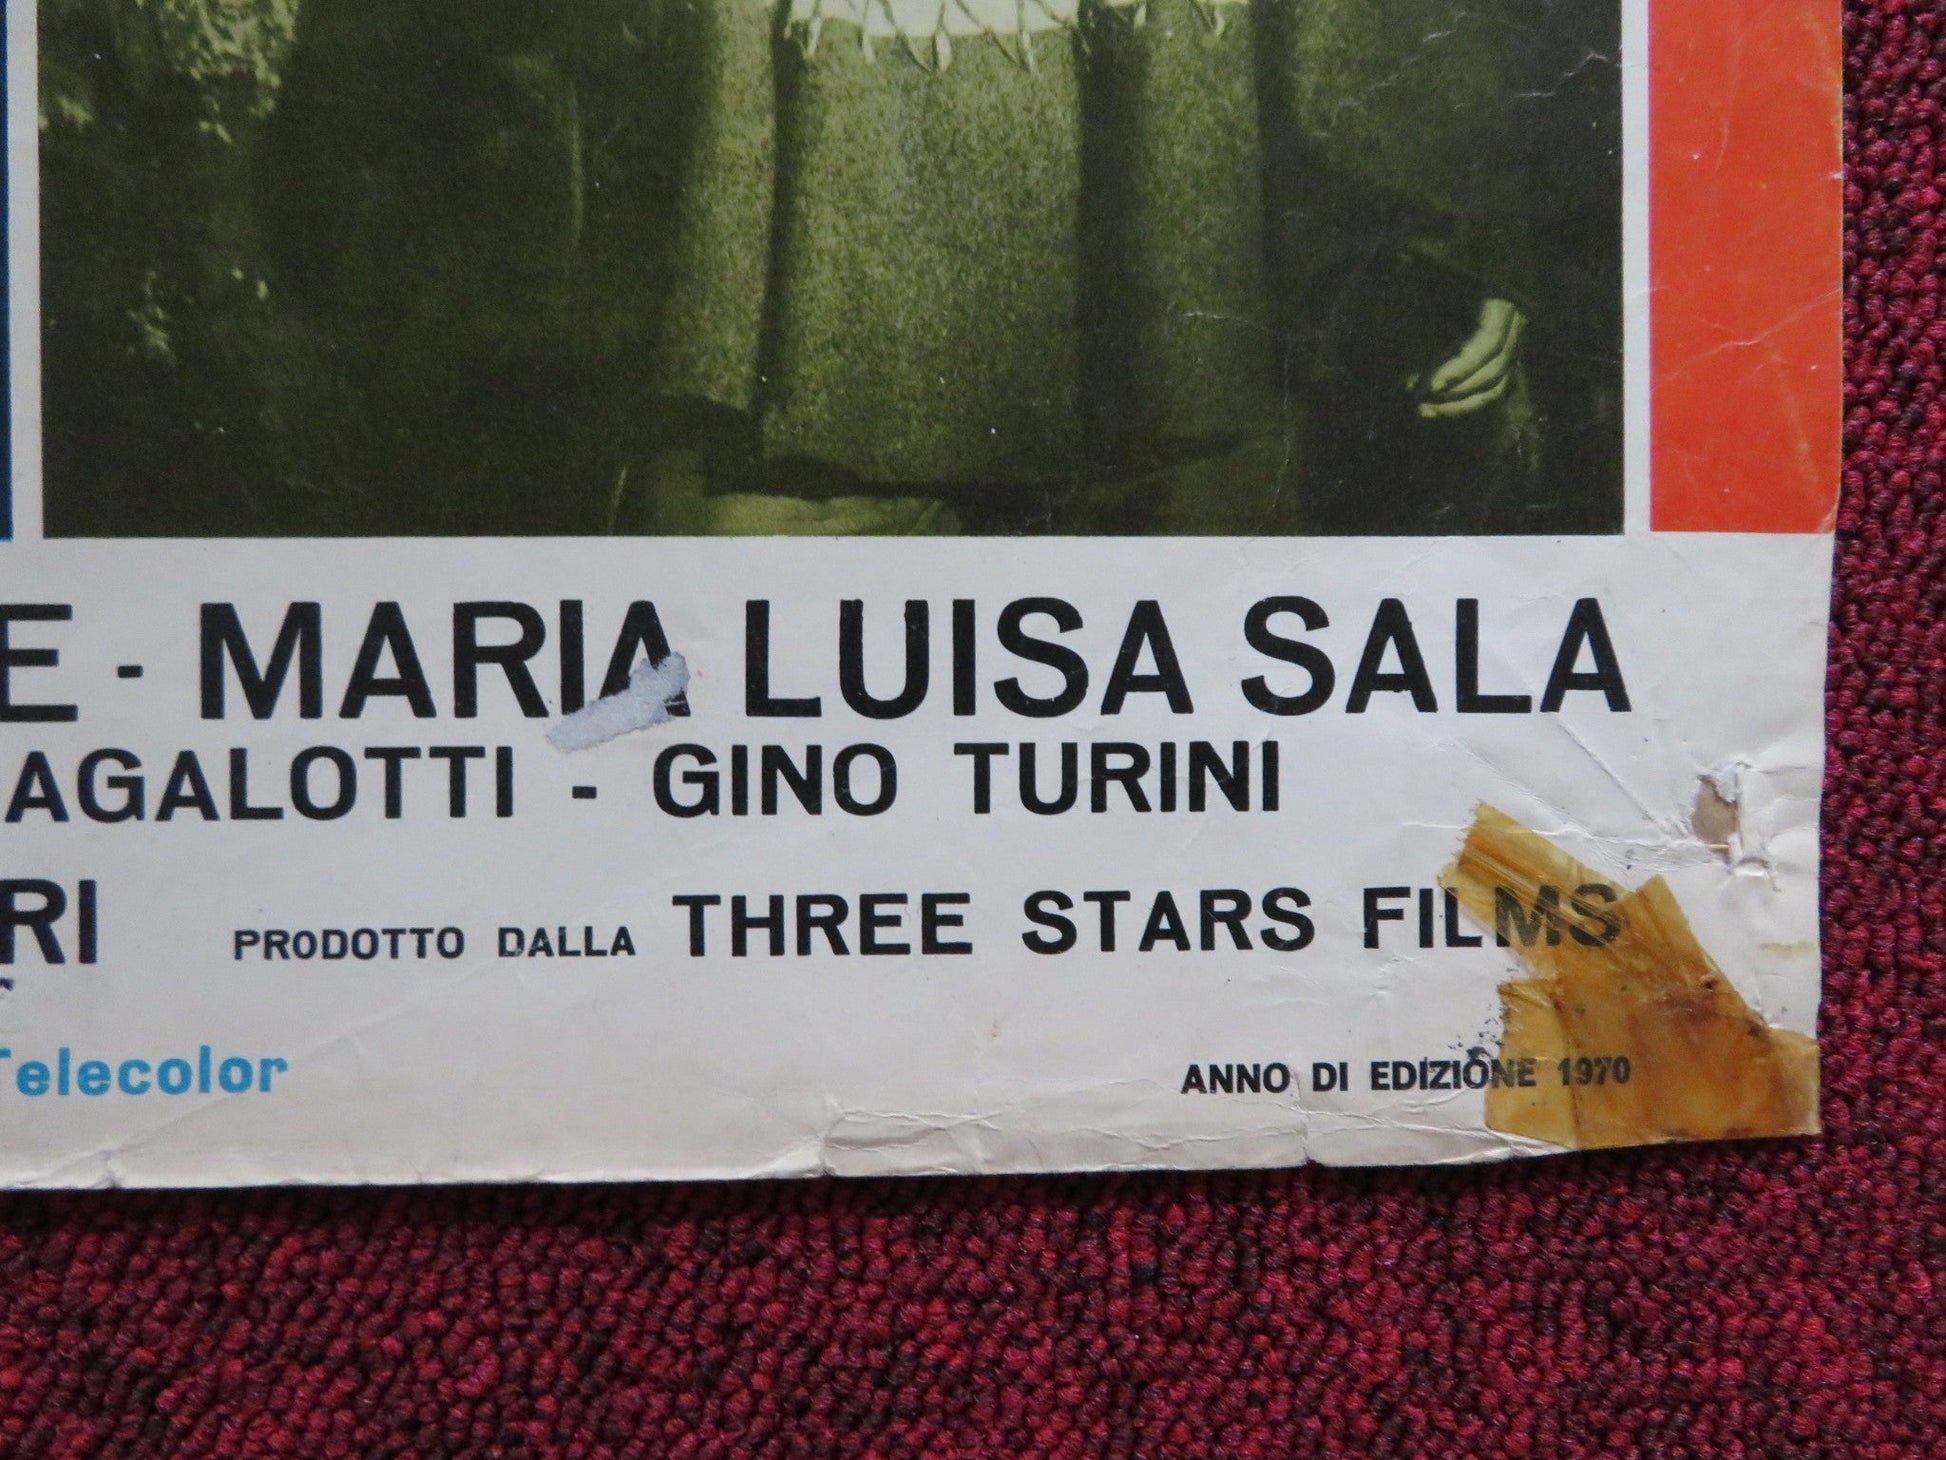 - MARIA LUISA SALA
AGALOTTI - GINO TURINI
RI PRODOTTO DALLA THREE STARS FILMS
Telecolor
ANNO DI EDIZIONE 1970